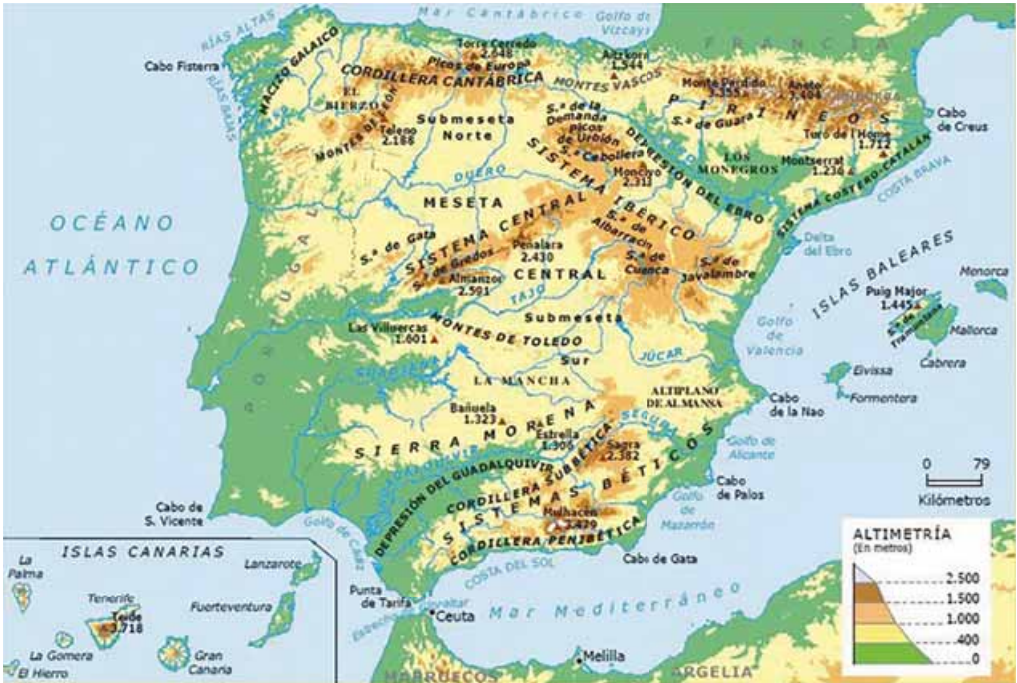 Mar Cantábrico
Golfo de
Vizcaya
RÍAS ALTAS
Cabo Fisterra
RÍAS BAJAS
MACIZO GALAICO
Torre Cerredo
2.648
Picos de Europa
CORDILLERA CANTÁBRICA
Aitzkorri
1.544
MONTES VASCOS
FRANCIA
Monte Perdido
3.355
Aneto
3.404
PIRINEOS
S.ª de Guara
Cabo
de Creus
EL
BIERZO
MONTES DE LEÓN
Teleno
2.188
Submeseta
Norte
S.ª de la
Demanda
picos
de Urbión
S.ª Cebollera
Moncayo
2.313
DEPRESIÓN DEL EBRO
LOS
MONEGROS
Turo de l'Home
1.712
Montserrat
1.236
SISTEMA COSTERO-CATALÁN
COSTA BRAVA
DUERO
MESETA
CENTRAL
SISTEMA IBÉRICO
SISTEMA CENTRAL
S.ª de Gata
S.ª de Gredos
Almanzor
2.591
Peñalara
2.430
S.ª de
Albarracín
S.ª de
Cuenca
S.ª de
Javalambre
Delta
del Ebro
OCÉANO
ATLÁNTICO
PORTUGAL
TAJO
Submeseta
Sur
Las Villuercas
1.601
MONTES DE TOLEDO
GUADIANA
LA MANCHA
JÚCAR
Golfo
de
Valencia
ISLAS BALEARES
Menorca
Puig Major
1.445
S.ª de
Tramuntana
Mallorca
Cabrera
Eivissa
Formentera
ALTIPLANO
DE ALMANSA
Cabo
de la Nao
Bañuela
1.323
SIERRA MORENA
Estrella
1.306
SEGURA
Sagra
2.382
Golfo de
Alicante
Cabo
de Palos
Golfo
de
Mazarrón
GUADALQUIVIR
DEPRESIÓN DEL GUADALQUIVIR
CORDILLERA SUBBÉTICA
SISTEMAS BÉTICOS
Mulhacén
3.479
CORDILLERA PENIBÉTICA
Cabo de Gata
COSTA DEL SOL
Cabo de
S. Vicente
Golfo de Cádiz
Punta
de Tarifa
Estrecho
Gibraltar
Ceuta
Mar Mediterráneo
Melilla
MARRUECOS
ARGELIA
0 79
Kilómetros
ALTIMETRÍA
(En metros)
2.500
1.500
1.000
400
0
ISLAS CANARIAS
La
Palma
Tenerife
Teide
3.718
La Gomera
El Hierro
Gran
Canaria
Fuerteventura
Lanzarote